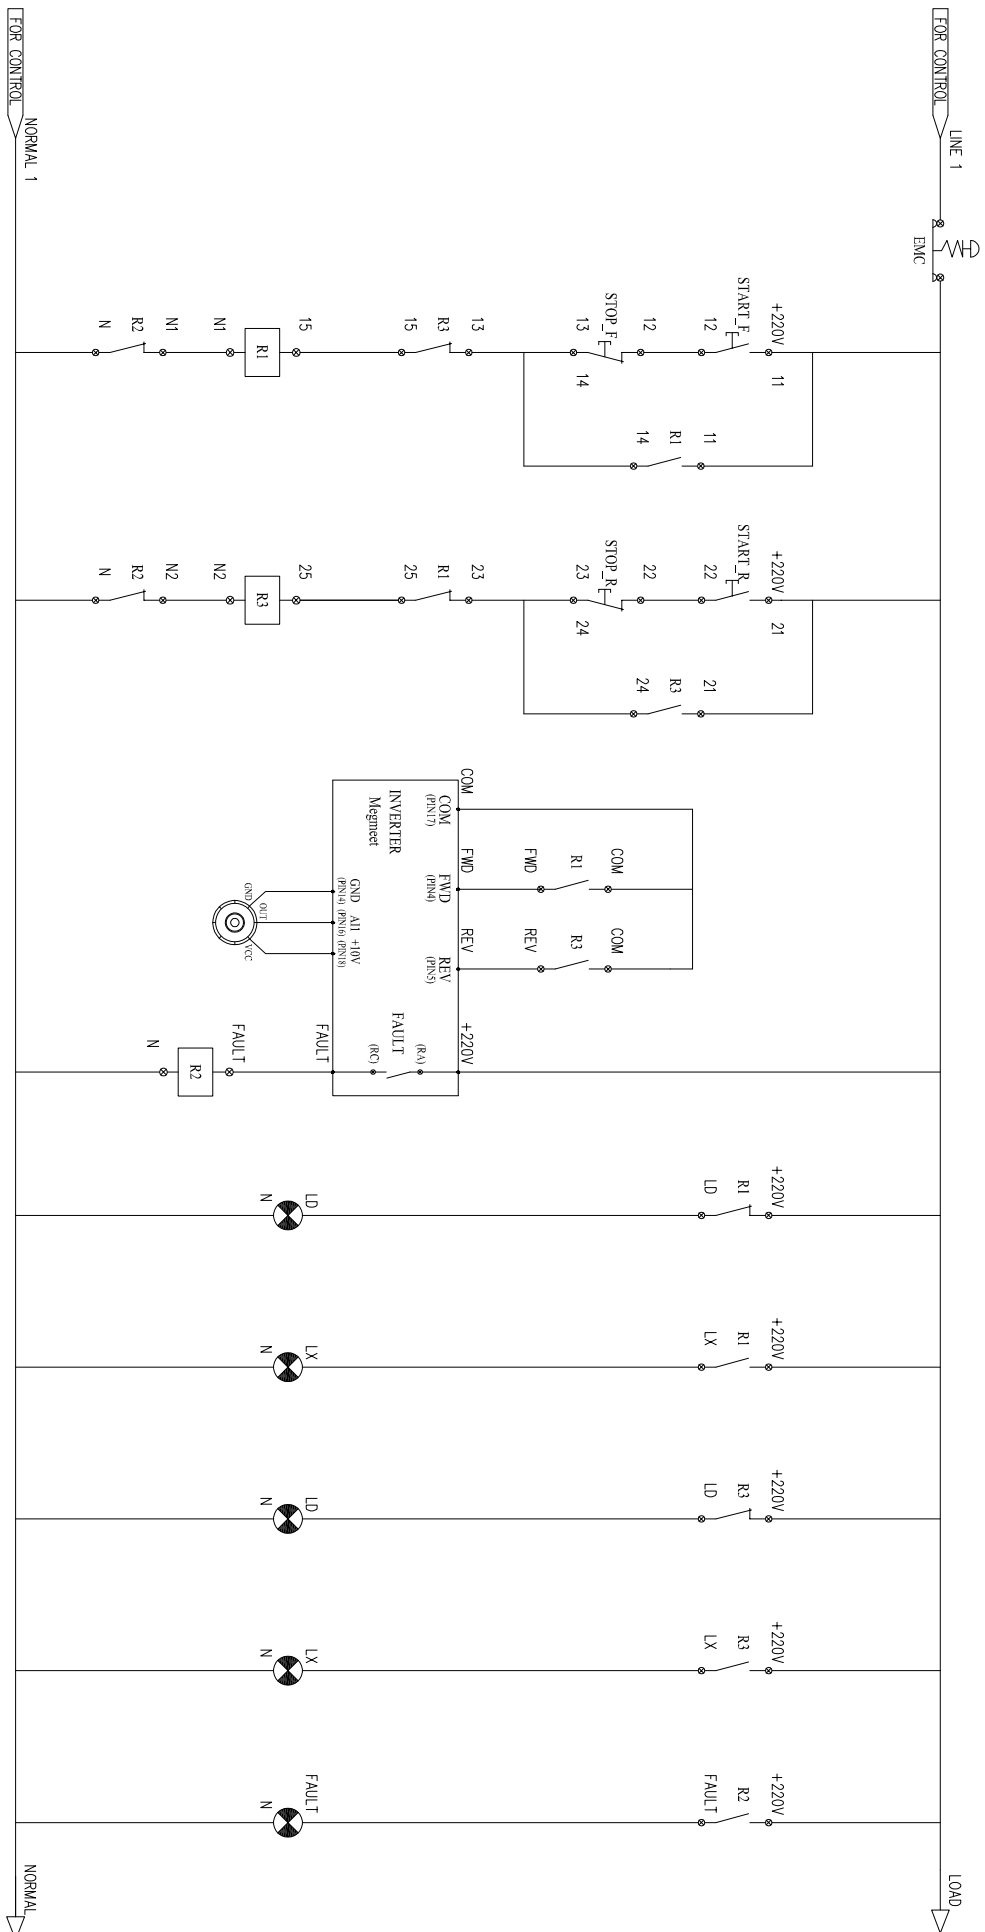 FOR CONTROL
LINE 1
EMC
LOAD
+220V
11
START_F
12
12
STOP_F
13
14
11
R1
14
13
R3
15
15
R1
N1
N1
R2
N
+220V
21
START_R
22
22
STOP_R
23
24
21
R3
24
23
R1
25
25
R3
N2
N2
R2
N
COM
R1
FWD
COM
R3
REV
COM
FWD
REV
+220V
COM
(PIN17)
FWD
(PIN4)
REV
(PIN5)
INVERTER
Megmeet
(RA)
FAULT
(RC)
GND
(PIN14)
AI1
(PIN16)
+10V
(PIN18)
GND
OUT
VCC
FAULT
FAULT
R2
N
+220V
R1
LD
LD
N
+220V
R1
LX
LX
N
+220V
R3
LD
LD
N
+220V
R3
LX
LX
N
+220V
R2
FAULT
FAULT
N
FOR CONTROL
NORMAL 1
NORMAL